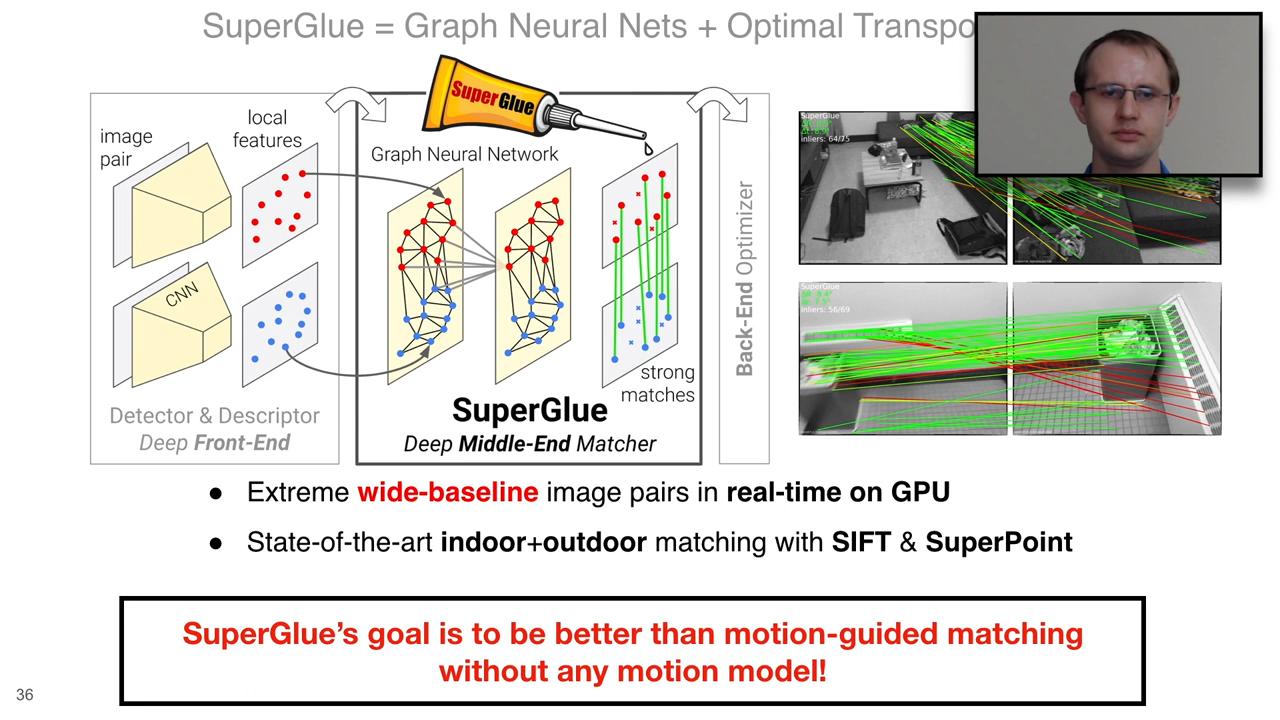 SuperGlue = Graph Neural Nets + Optimal Transpo
image
pair
local
features
CNN
Detector & Descriptor
Deep Front-End
SuperGlue
Graph Neural Network
strong
matches
SuperGlue
Deep Middle-End Matcher
Back-End Optimizer
SuperGlue
inliers: 64/75
SuperGlue
inliers: 56/69
● Extreme wide-baseline image pairs in real-time on GPU
● State-of-the-art indoor+outdoor matching with SIFT & SuperPoint
SuperGlue’s goal is to be better than motion-guided matching
without any motion model!
36